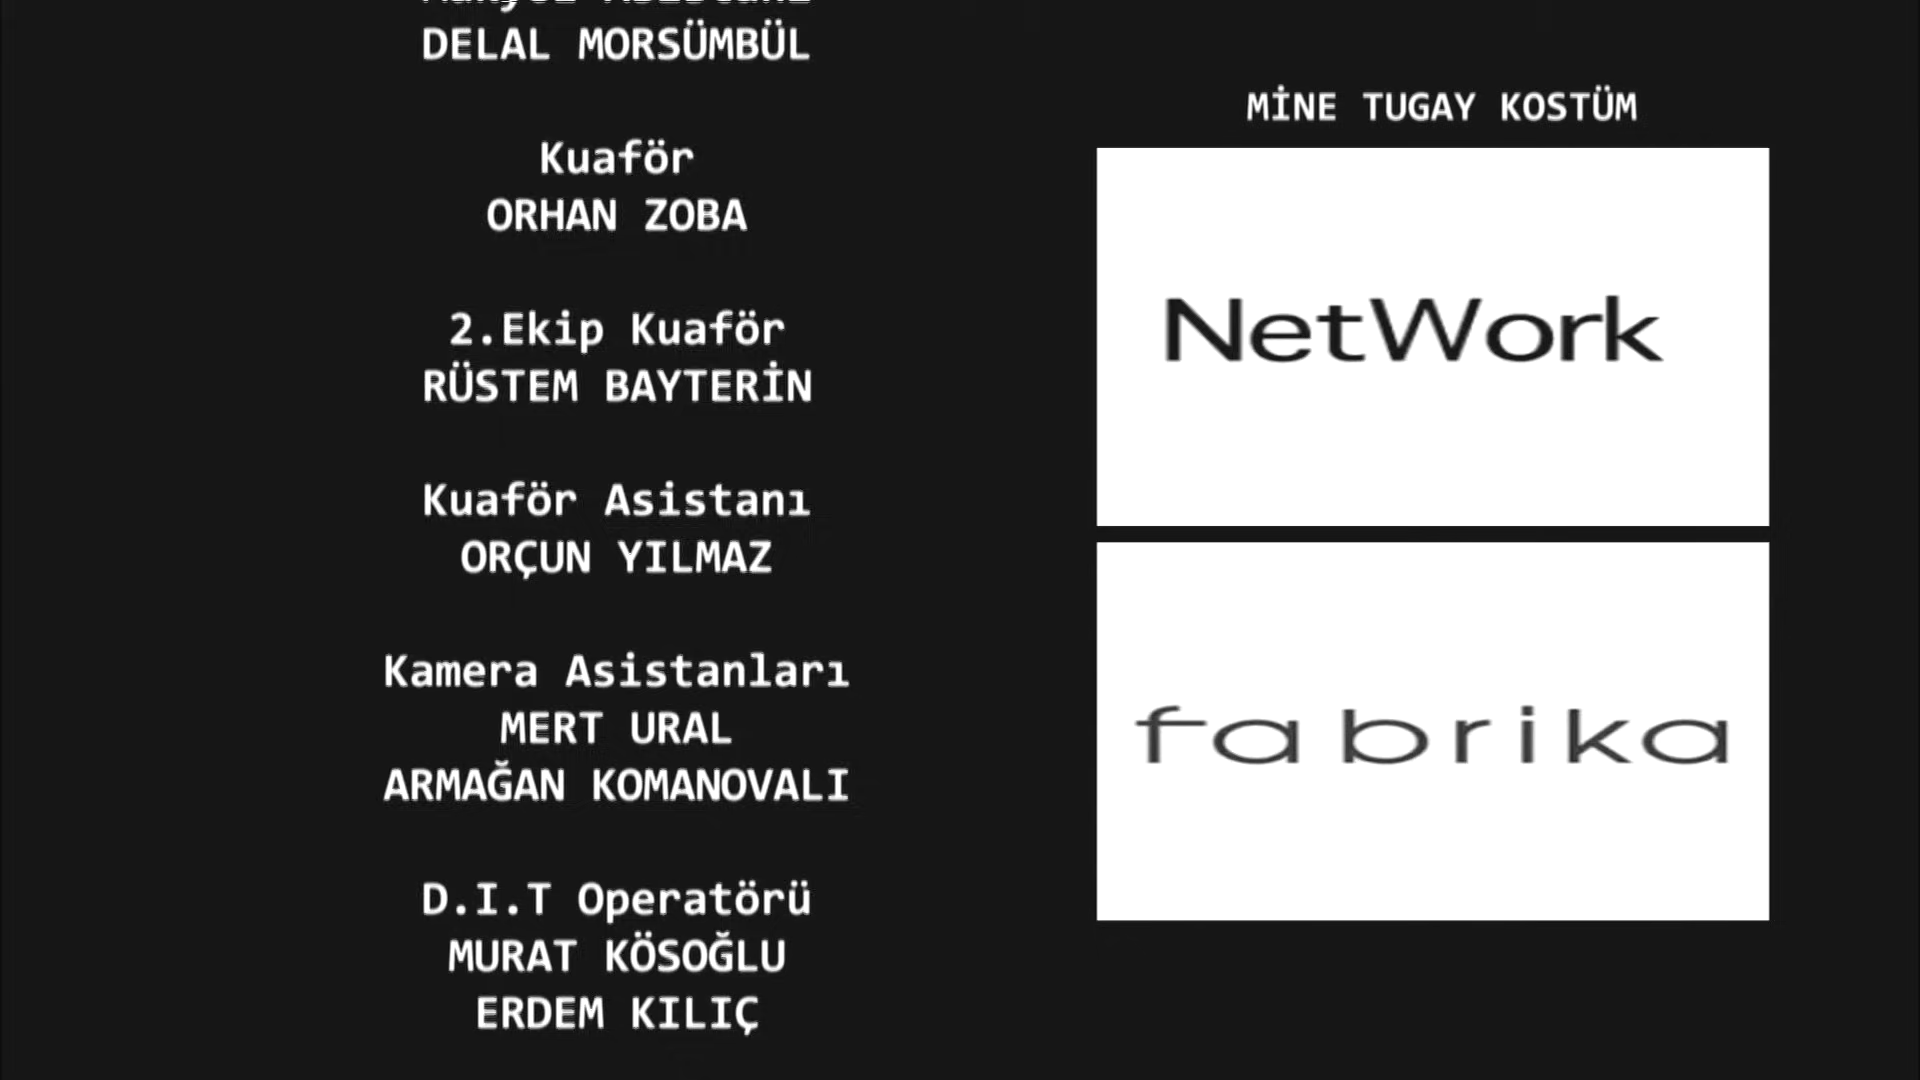 DELAL MORSÜMBÜL
Kuaför
ORHAN ZOBA
2.Ekip Kuaför
RÜSTEM BAYTERİN
Kuaför Asistanı
ORÇUN YILMAZ
Kamera Asistanları
MERT URAL
ARMAĞAN KOMANOVALI
D.I.T Operatörü
MURAT KÖSOĞLU
ERDEM KILIÇ
MİNE TUGAY KOSTÜM
NetWork
fabrika